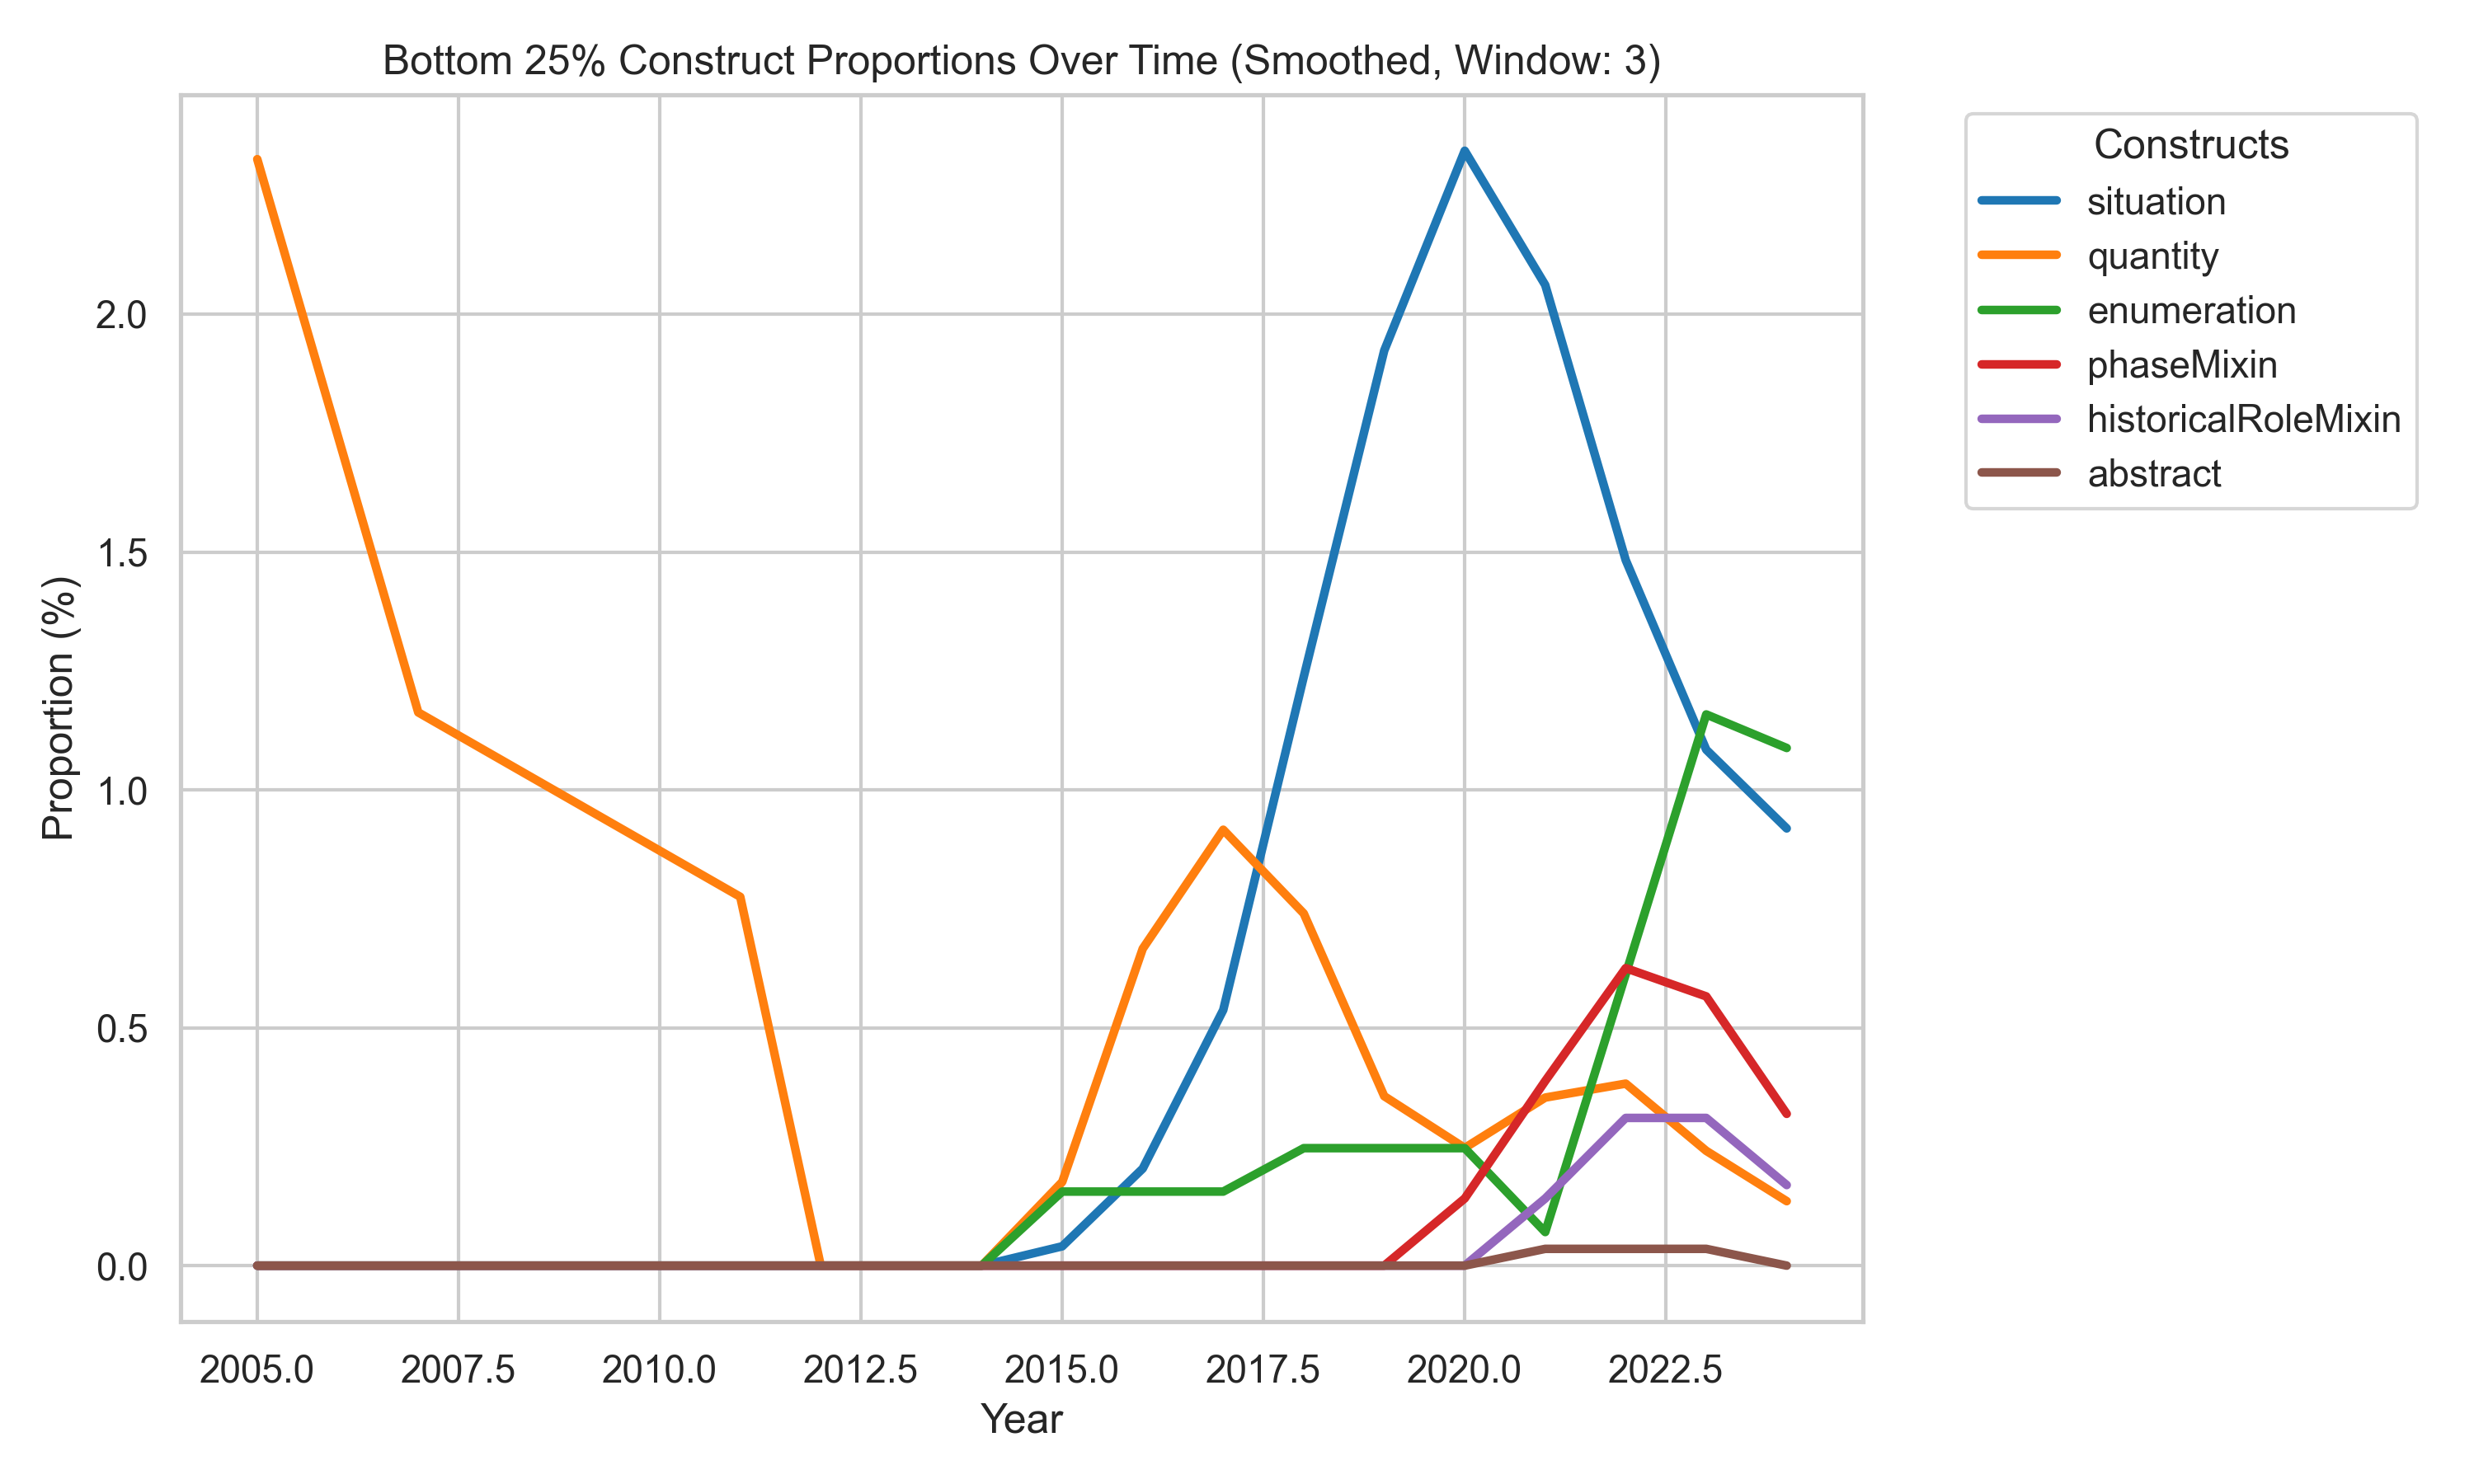 Bottom 25% Construct Proportions Over Time (Smoothed, Window: 3)
Constructs
situation
quantity
enumeration
phaseMixin
historicalRoleMixin
abstract
Proportion (%)
2.0
1.5
1.0
0.5
0.0
2005.0 2007.5 2010.0 2012.5 2015.0 2017.5 2020.0 2022.5
Year